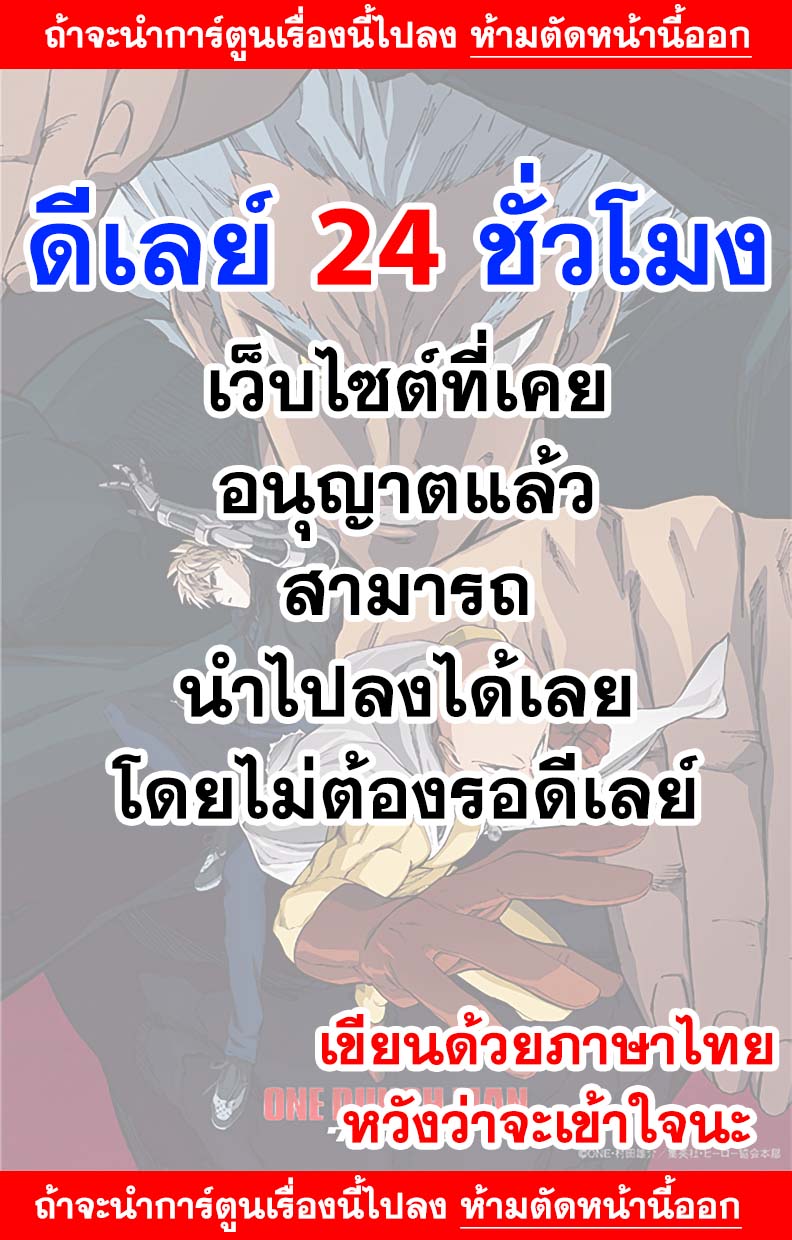 ถ้าจะนำการ์ตูนเรื่องนี้ไปลง ห้ามตัดหน้านี้ออก
ดีเลย์ 24 ชั่วโมง
เว็บไซต์ที่เคย
อนุญาตแล้ว
สามารถ
นำไปลงได้เลย
โดยไม่ต้องรอดีเลย์
เขียนด้วยภาษาไทย
ONE PUNCH MAN
หวังว่าจะเข้าใจนะ
©ONE・村田雄介／集英社・ヒーロー協会本部
ถ้าจะนำการ์ตูนเรื่องนี้ไปลง ห้ามตัดหน้านี้ออก